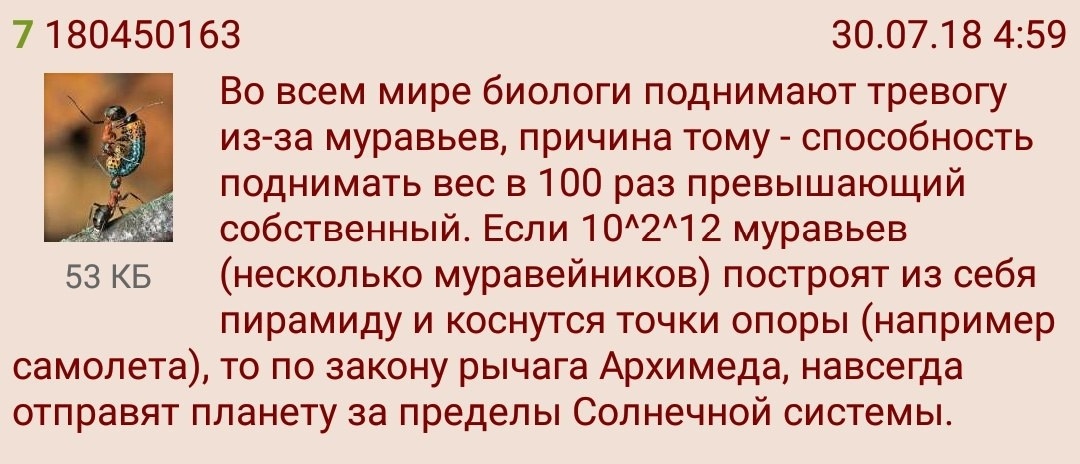 7 180450163 30.07.18 4:59
Во всем мире биологи поднимают тревогу
из-за муравьев, причина тому - способность
поднимать вес в 100 раз превышающий
собственный. Если 10^2^12 муравьев
53 КБ (несколько муравейников) построят из себя
пирамиду и коснутся точки опоры (например
самолета), то по закону рычага Архимеда, навсегда
отправят планету за пределы Солнечной системы.